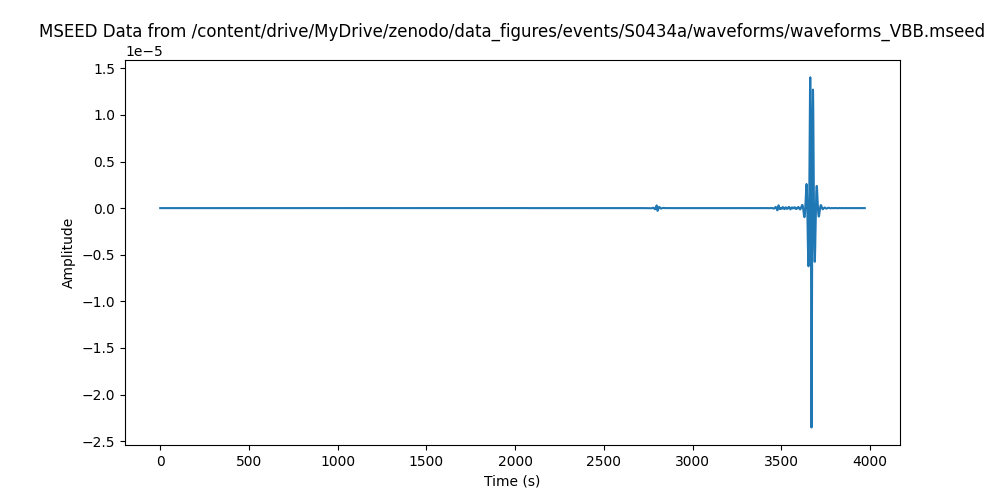 MSEED Data from /content/drive/MyDrive/zenodo/data_figures/events/S0434a/waveforms/waveforms_VBB.mseed
1e−5
1.5
1.0
0.5
0.0
−0.5
−1.0
−1.5
−2.0
−2.5
Amplitude
0 500 1000 1500 2000 2500 3000 3500 4000
Time (s)